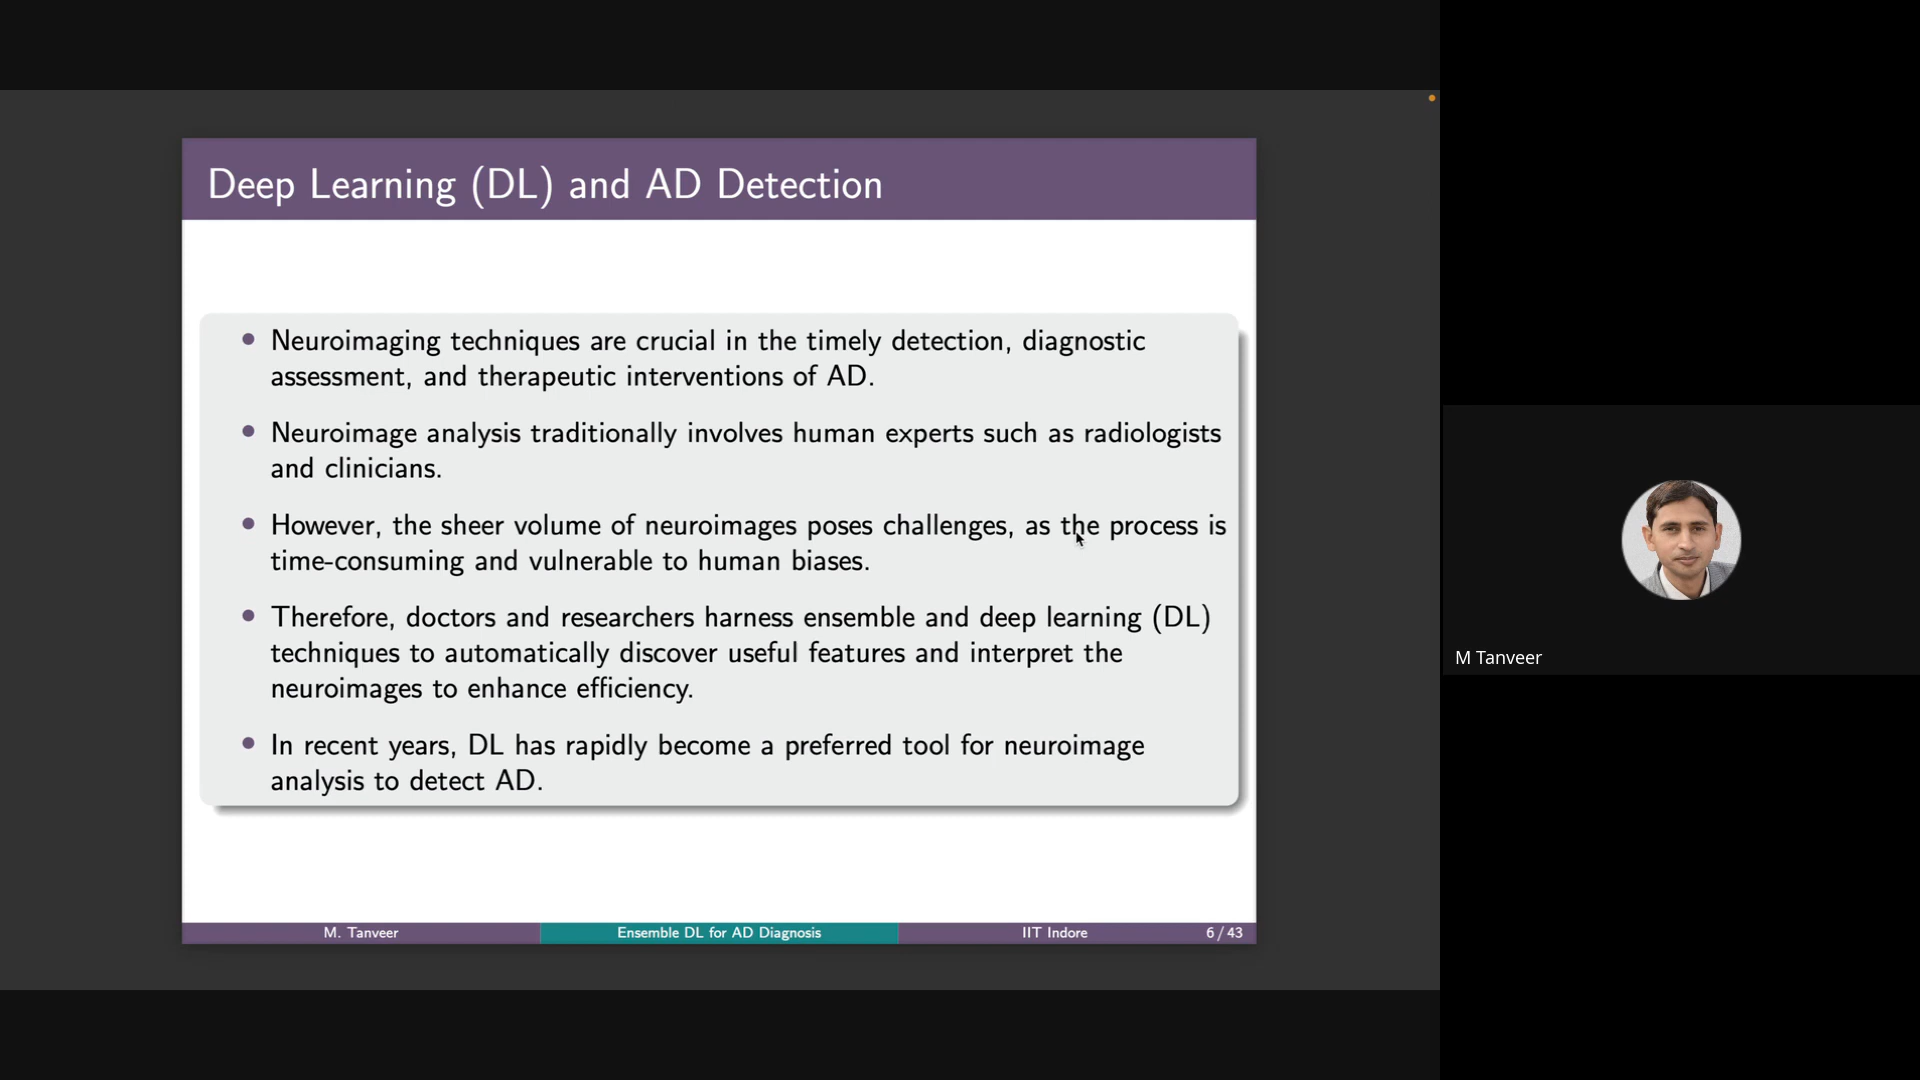 Deep Learning (DL) and AD Detection
Neuroimaging techniques are crucial in the timely detection, diagnostic
assessment, and therapeutic interventions of AD.
Neuroimage analysis traditionally involves human experts such as radiologists
and clinicians.
However, the sheer volume of neuroimages poses challenges, as the process is
time-consuming and vulnerable to human biases.
Therefore, doctors and researchers harness ensemble and deep learning (DL)
techniques to automatically discover useful features and interpret the
neuroimages to enhance efficiency.
In recent years, DL has rapidly become a preferred tool for neuroimage
analysis to detect AD.
M. Tanveer Ensemble DL for AD Diagnosis IIT Indore 6 / 43
M Tanveer